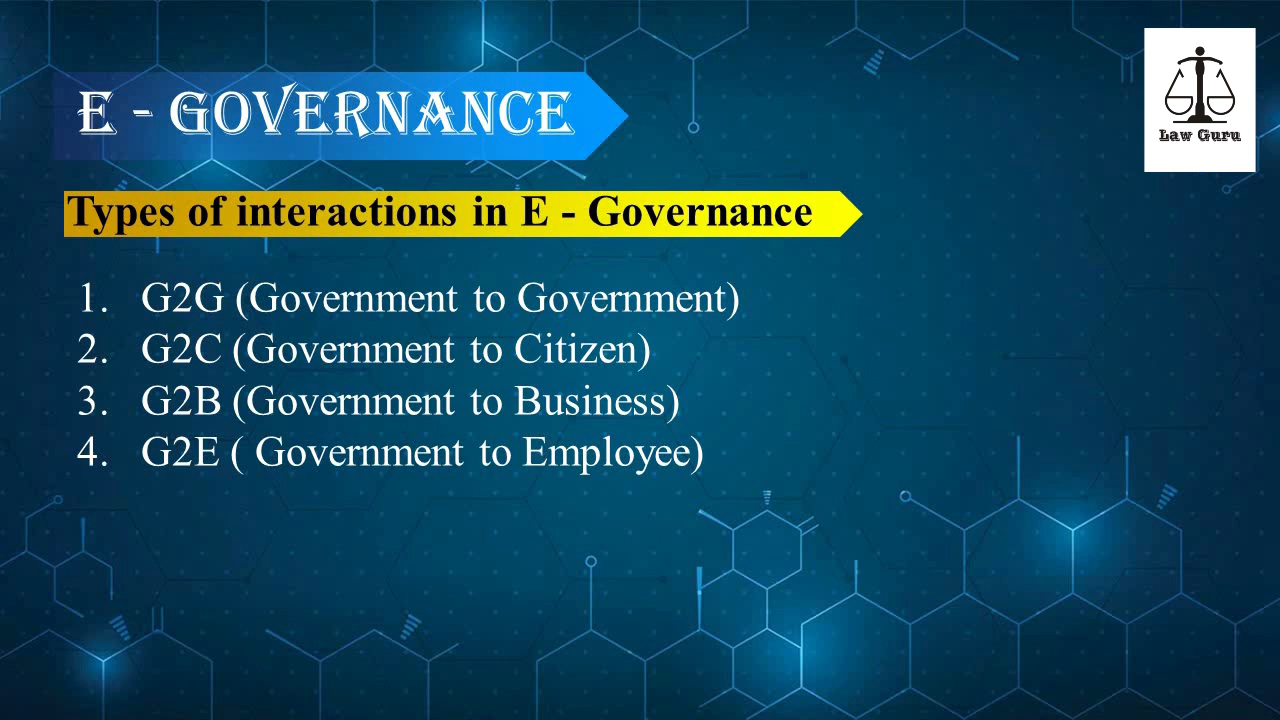 E - GOVERNANCE
Law Guru
Types of interactions in E - Governance
1. G2G (Government to Government)
2. G2C (Government to Citizen)
3. G2B (Government to Business)
4. G2E ( Government to Employee)